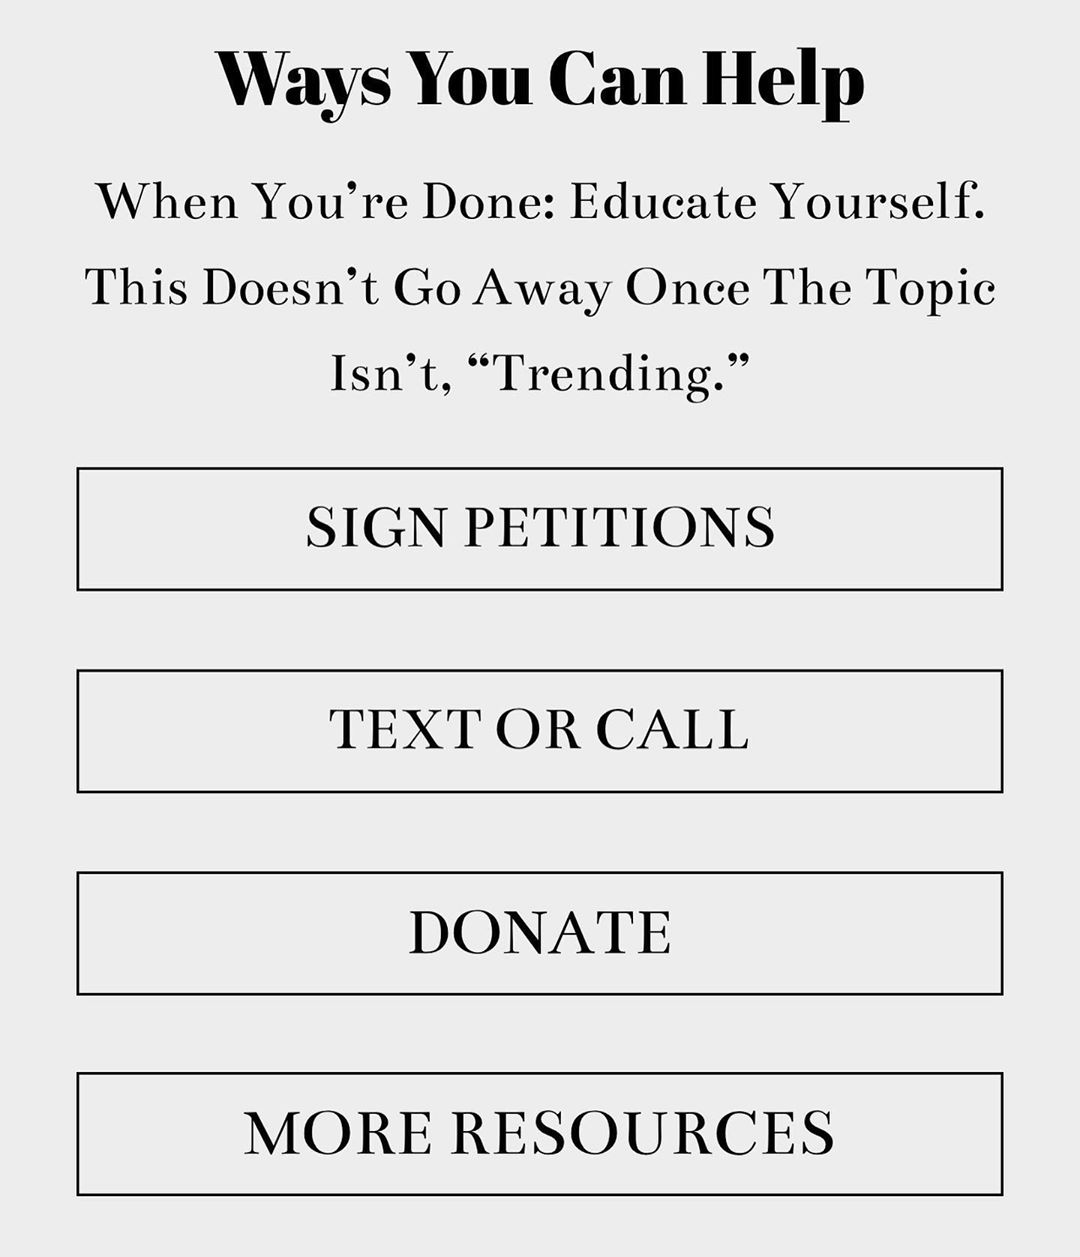 Ways You Can Help
When You’re Done: Educate Yourself.
This Doesn’t Go Away Once The Topic
Isn’t, “Trending.”
SIGN PETITIONS
TEXT OR CALL
DONATE
MORE RESOURCES